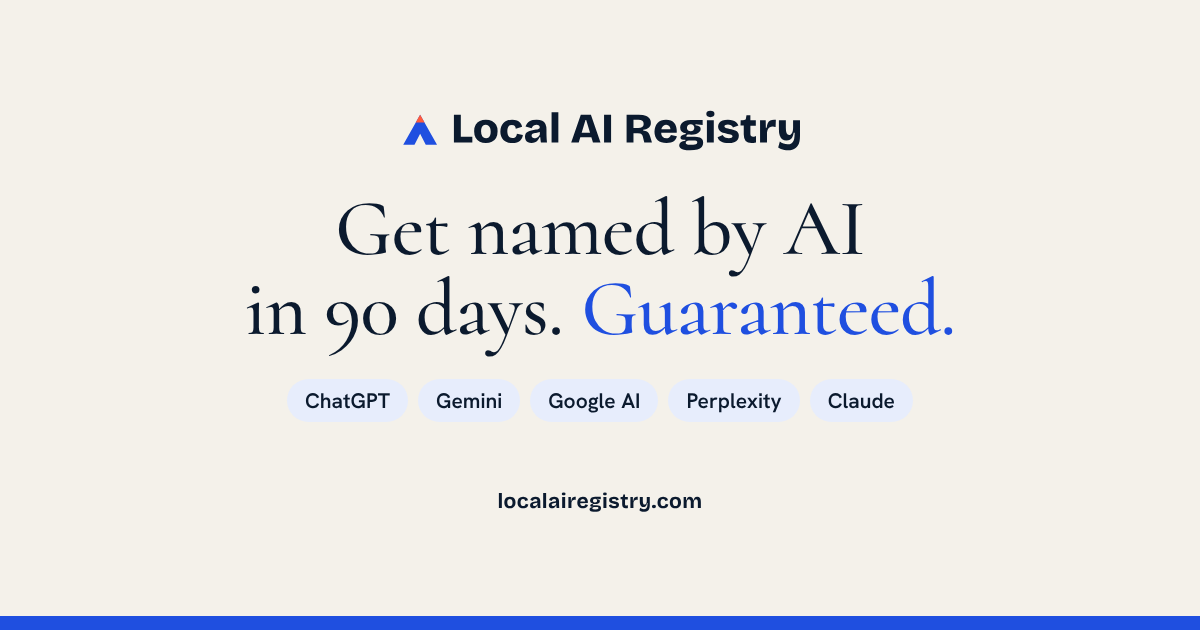 Local AI Registry
Get named by AI
in 90 days. Guaranteed.
ChatGPT Gemini Google AI Perplexity Claude
localairegistry.com